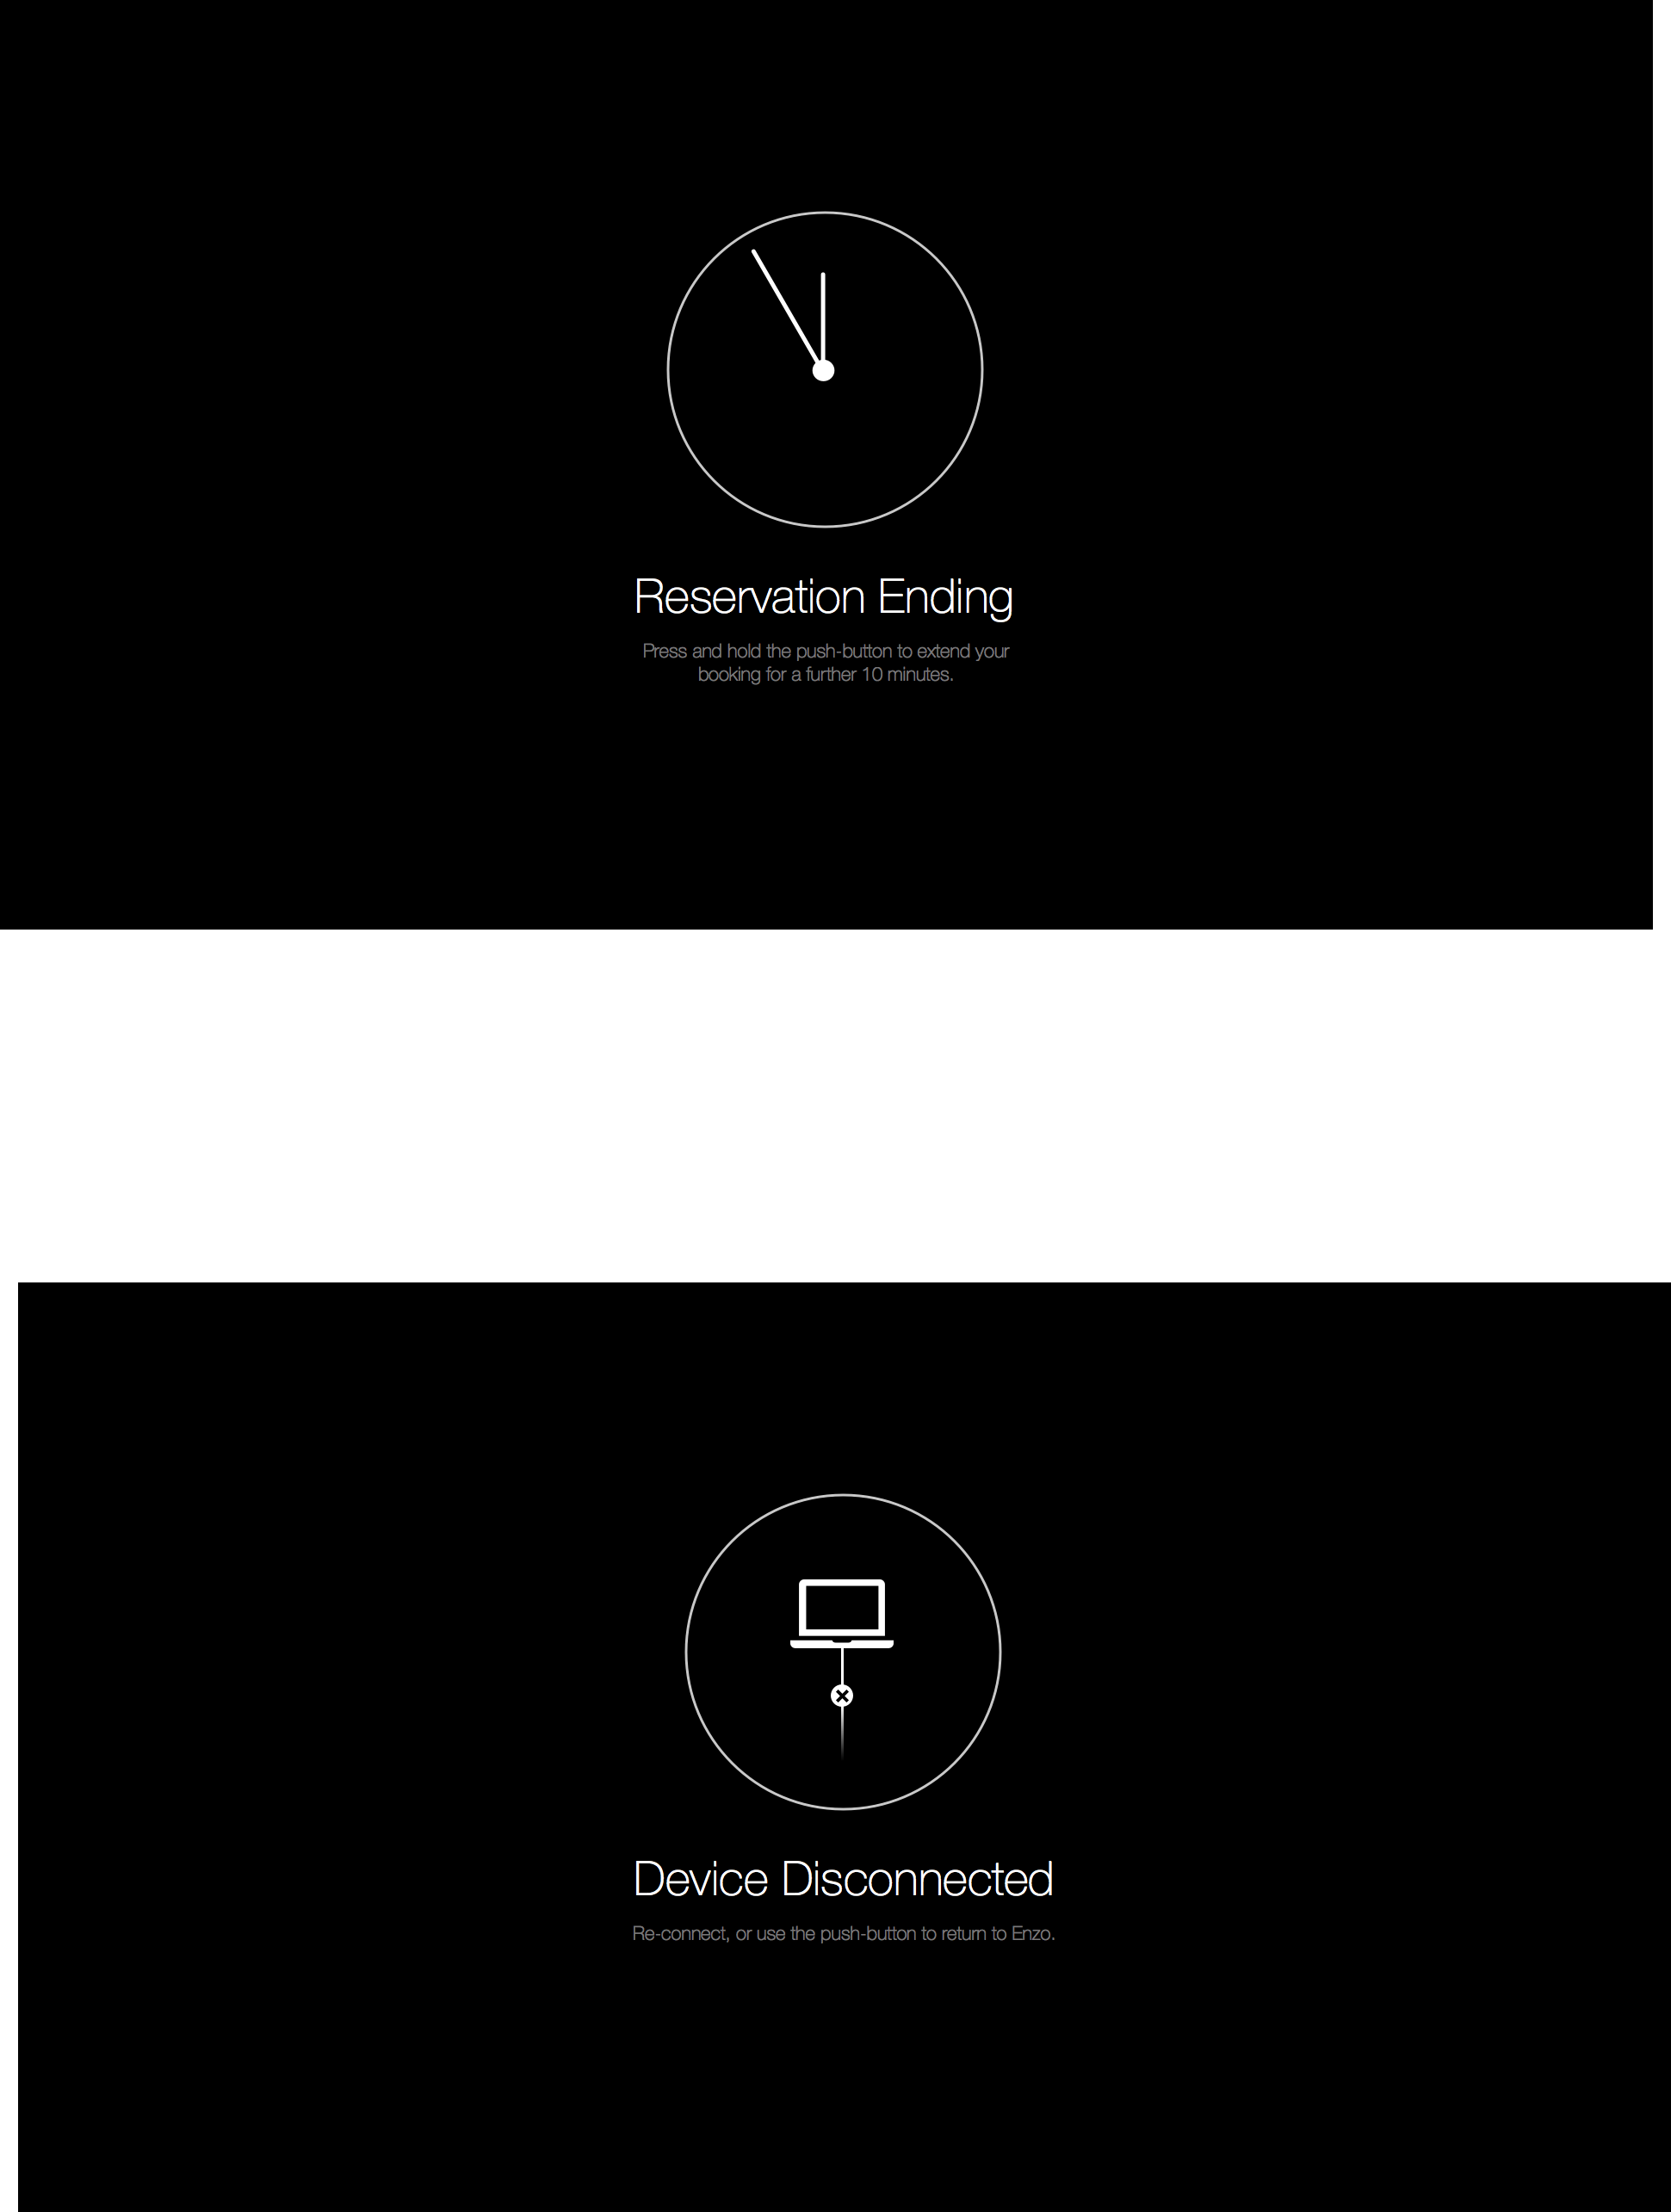 Reservation Ending
Press and hold the push-button to extend your
booking for a further 10 minutes.
Device Disconnected
Re-connect, or use the push-button to return to Enzo.